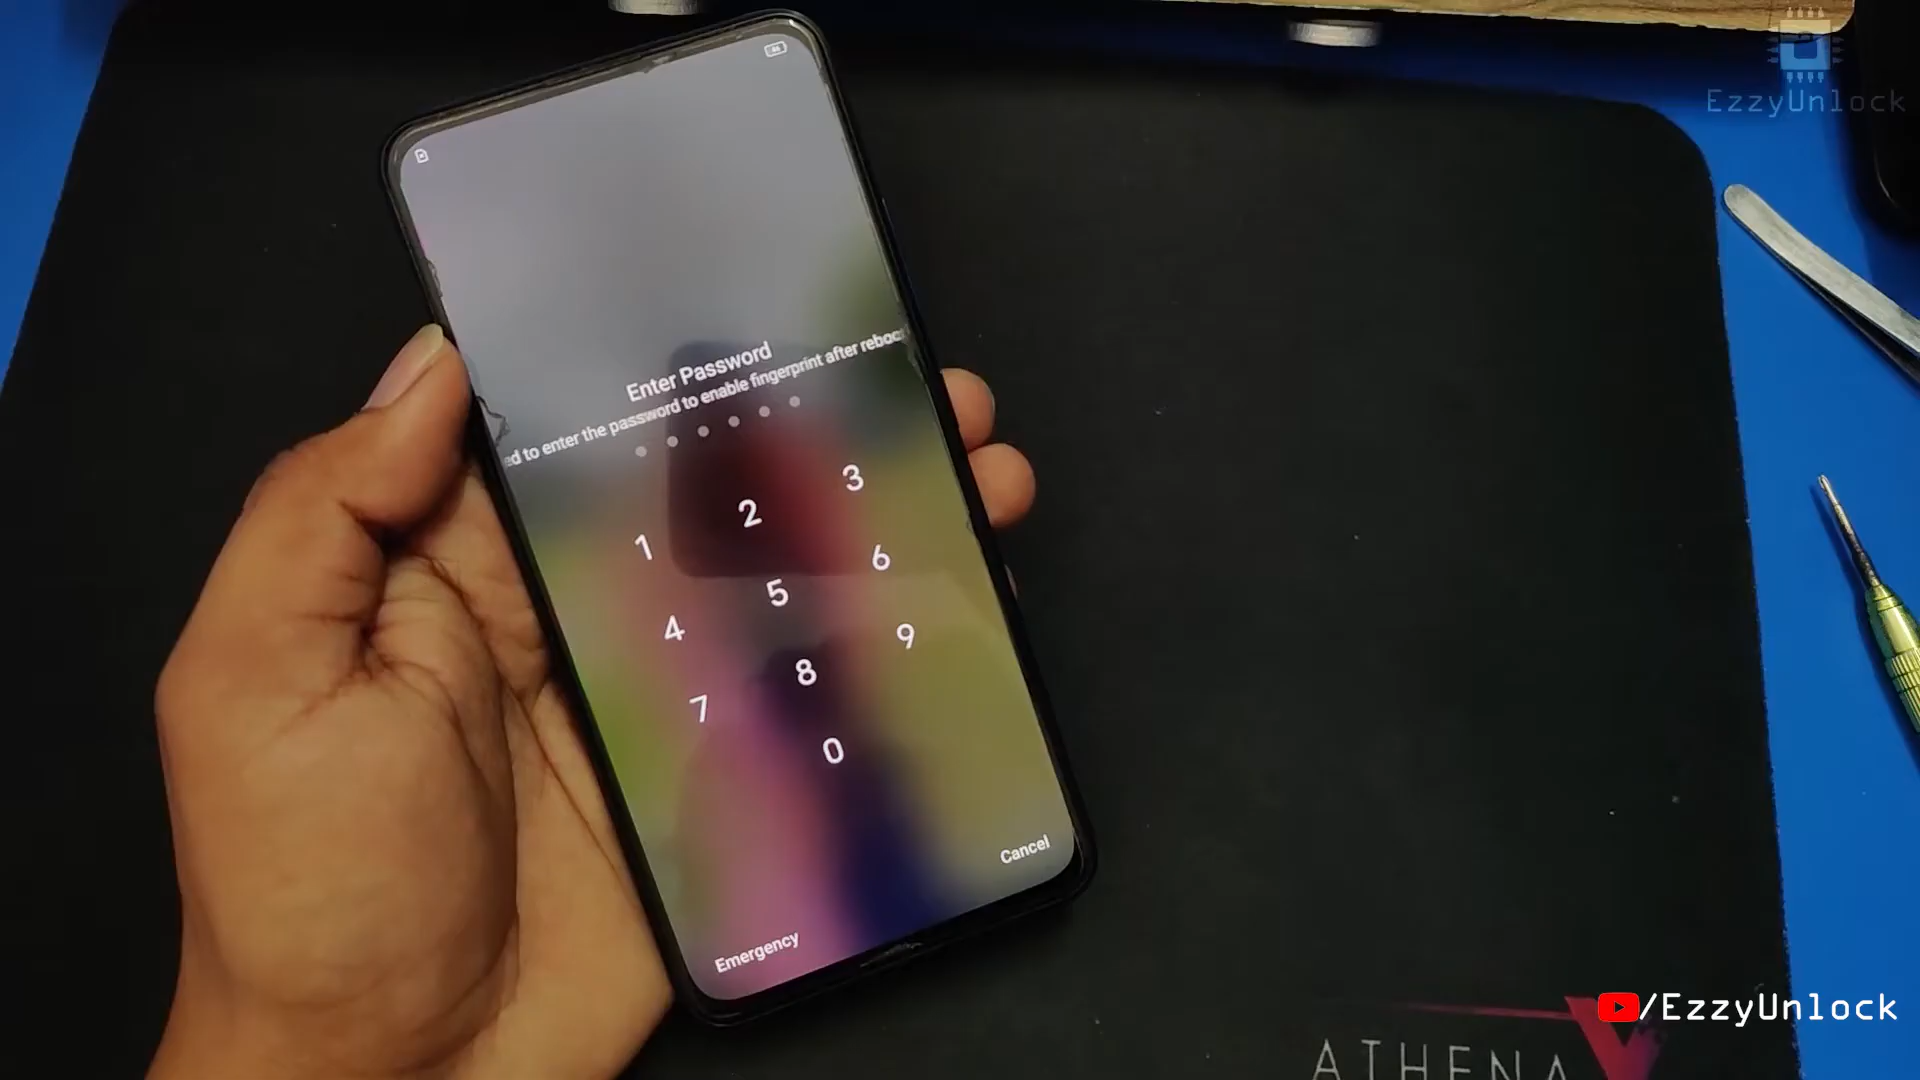 EzzyUnlock
Enter Password
ed to enter the password to enable fingerprint after reboo
1 2 3
4 5 6
7 8 9
0
Cancel
Emergency
/EzzyUnlock
ATHENA